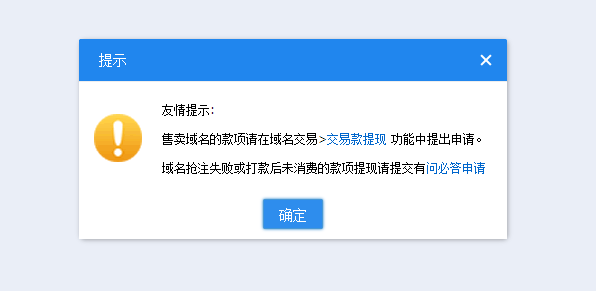 提示
友情提示：
售卖域名的款项请在域名交易>交易款提现 功能中提出申请。
域名抢注失败或打款后未消费的款项提现请提交有问必答申请
确定